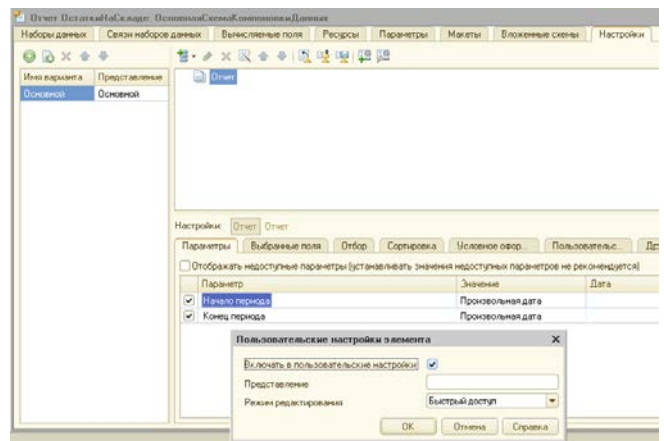 Отчет ОстаткиНаСкладе: ОсновнаяСхемаКомпоновкиДанных
Наборы данных Связи наборов данных Вычисляемые поля Ресурсы Параметры Макеты Вложенные схемы Настройки
Имя варианта Представление
Основной Основной
Отчет
Настройки: Отчет Отчет
Параметры Выбранные поля Отбор Сортировка Условное офор... Пользовательс... Др
Отображать недоступные параметры (устанавливать значения недоступных параметров не рекомендуется)
Параметр Значение Дата
Начало периода Произвольная дата
Конец периода Произвольная дата
Пользовательские настройки элемента
Включать в пользовательские настройки
Представление
Режим редактирования Быстрый доступ
ОК Отмена Справка